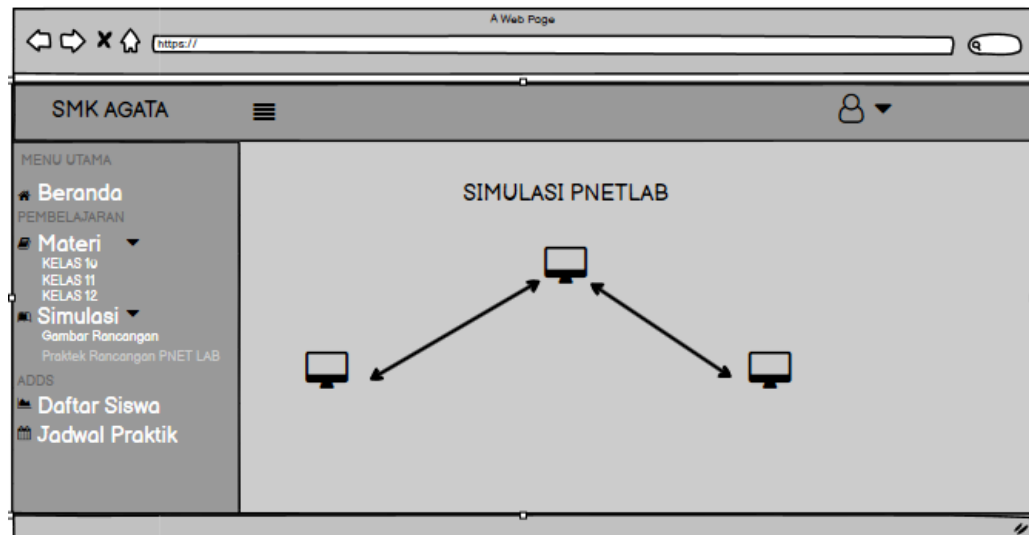 A Web Page
https://
SMK AGATA
MENU UTAMA
Beranda
PEMBELAJARAN
Materi
KELAS 10
KELAS 11
KELAS 12
Simulasi
Gambar Rancangan
Praktek Rancangan PNET LAB
ADDS
Daftar Siswa
Jadwal Praktik
SIMULASI PNETLAB